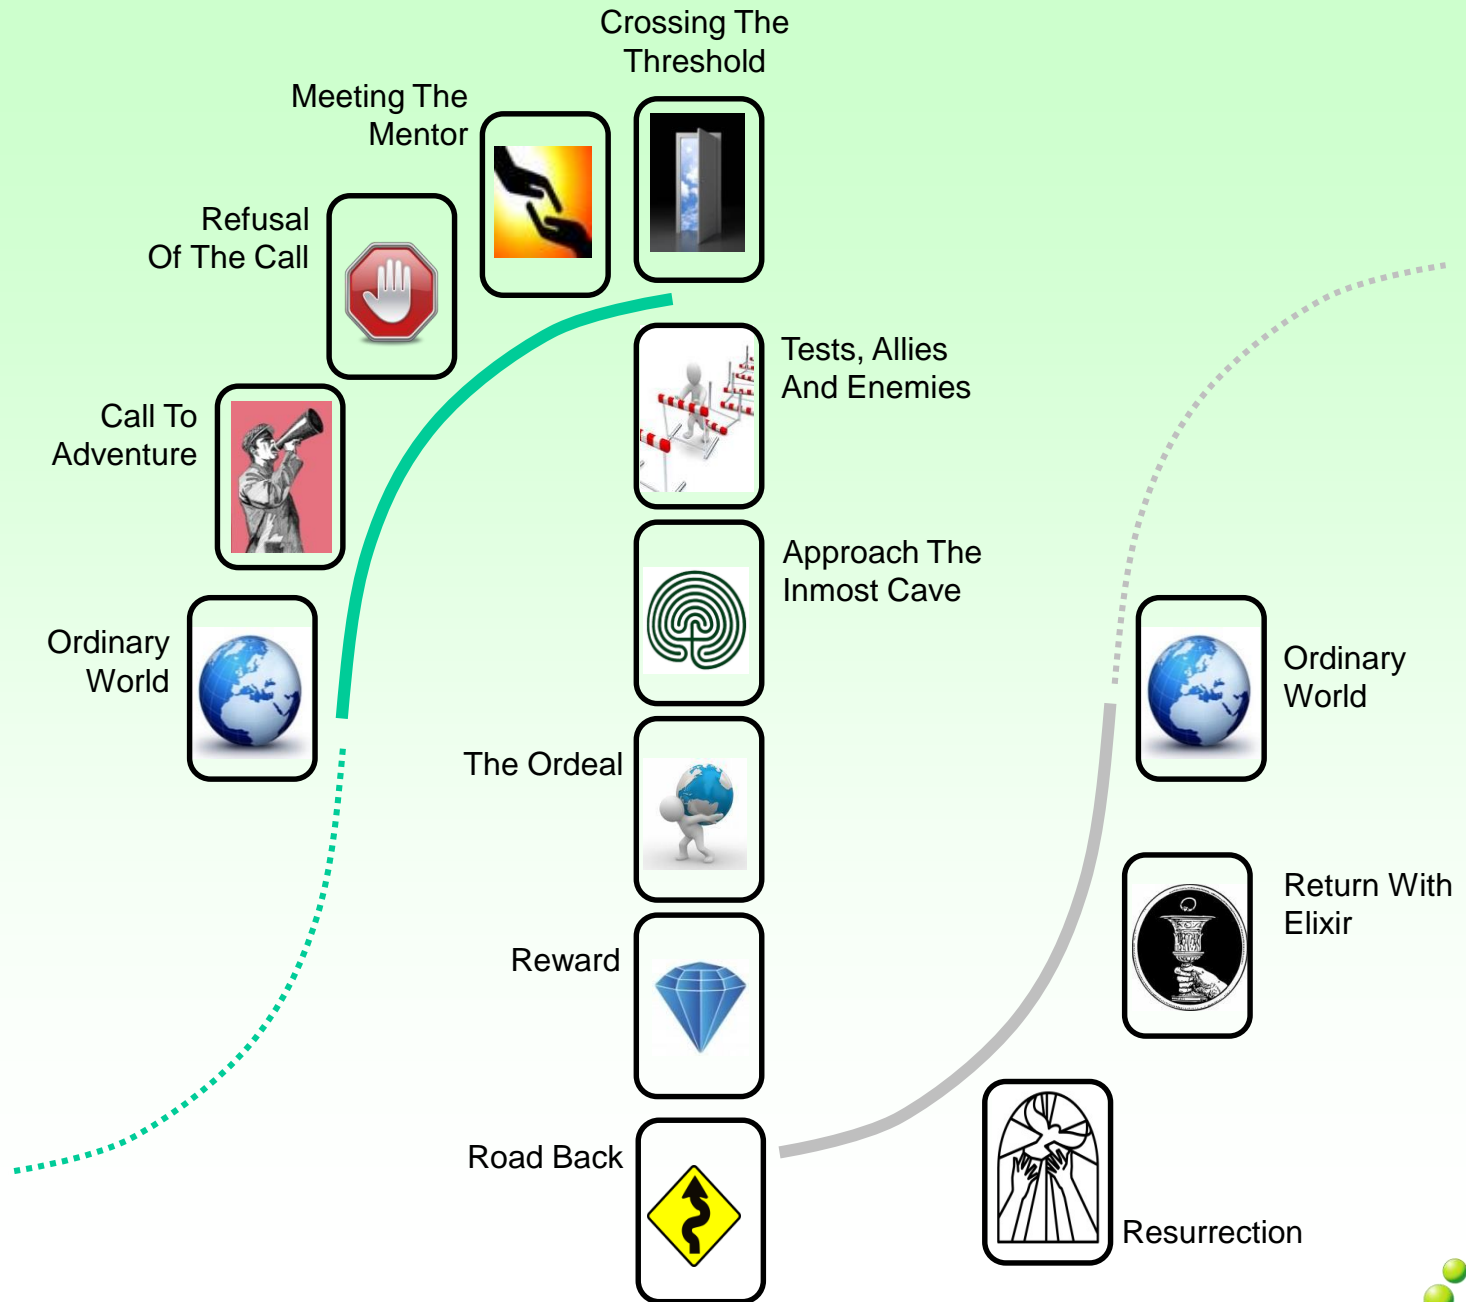 Crossing The
Threshold
Meeting The
Mentor
Refusal
Of The Call
Call To
Adventure
Ordinary
World
Tests, Allies
And Enemies
Approach The
Inmost Cave
The Ordeal
Reward
Road Back
Ordinary
World
Return With
Elixir
Resurrection